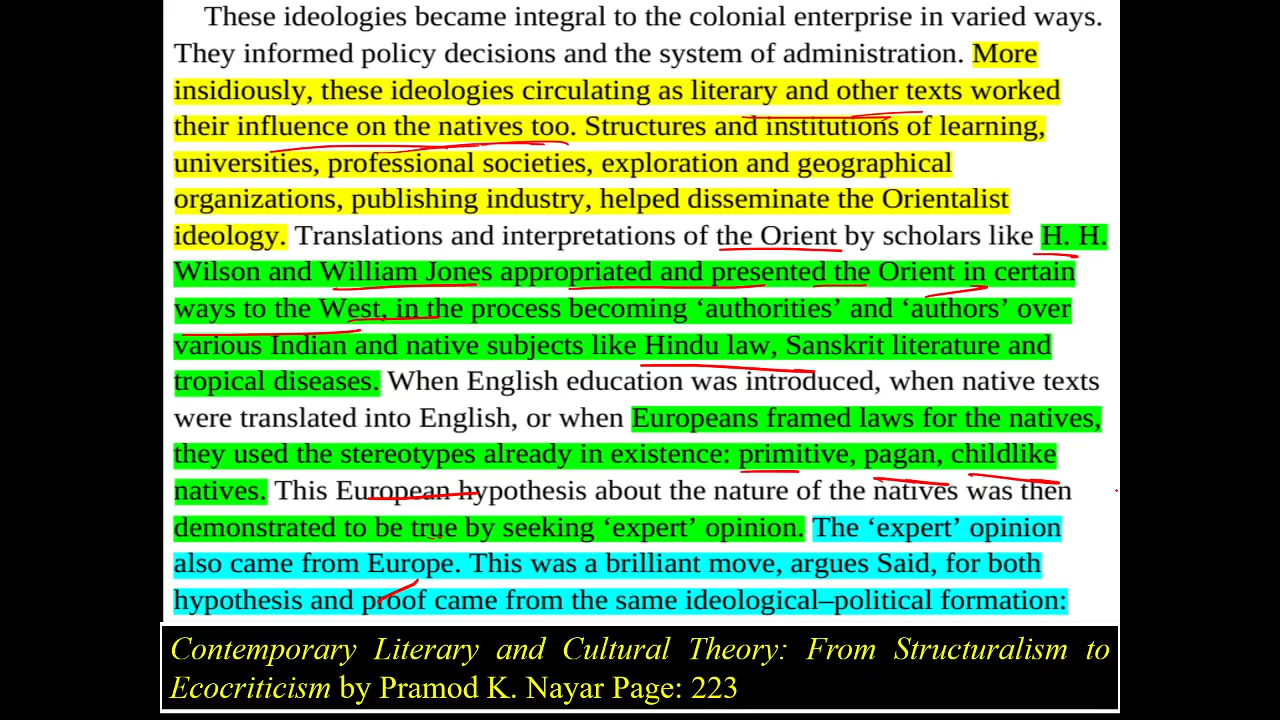 These ideologies became integral to the colonial enterprise in varied ways.
They informed policy decisions and the system of administration. More
insidiously, these ideologies circulating as literary and other texts worked
their influence on the natives too. Structures and institutions of learning,
universities, professional societies, exploration and geographical
organizations, publishing industry, helped disseminate the Orientalist
ideology. Translations and interpretations of the Orient by scholars like H. H.
Wilson and William Jones appropriated and presented the Orient in certain
ways to the West, in the process becoming ‘authorities’ and ‘authors’ over
various Indian and native subjects like Hindu law, Sanskrit literature and
tropical diseases. When English education was introduced, when native texts
were translated into English, or when Europeans framed laws for the natives,
they used the stereotypes already in existence: primitive, pagan, childlike
natives. This European hypothesis about the nature of the natives was then
demonstrated to be true by seeking ‘expert’ opinion. The ‘expert’ opinion
also came from Europe. This was a brilliant move, argues Said, for both
hypothesis and proof came from the same ideological–political formation:
Contemporary Literary and Cultural Theory: From Structuralism to
Ecocriticism by Pramod K. Nayar Page: 223